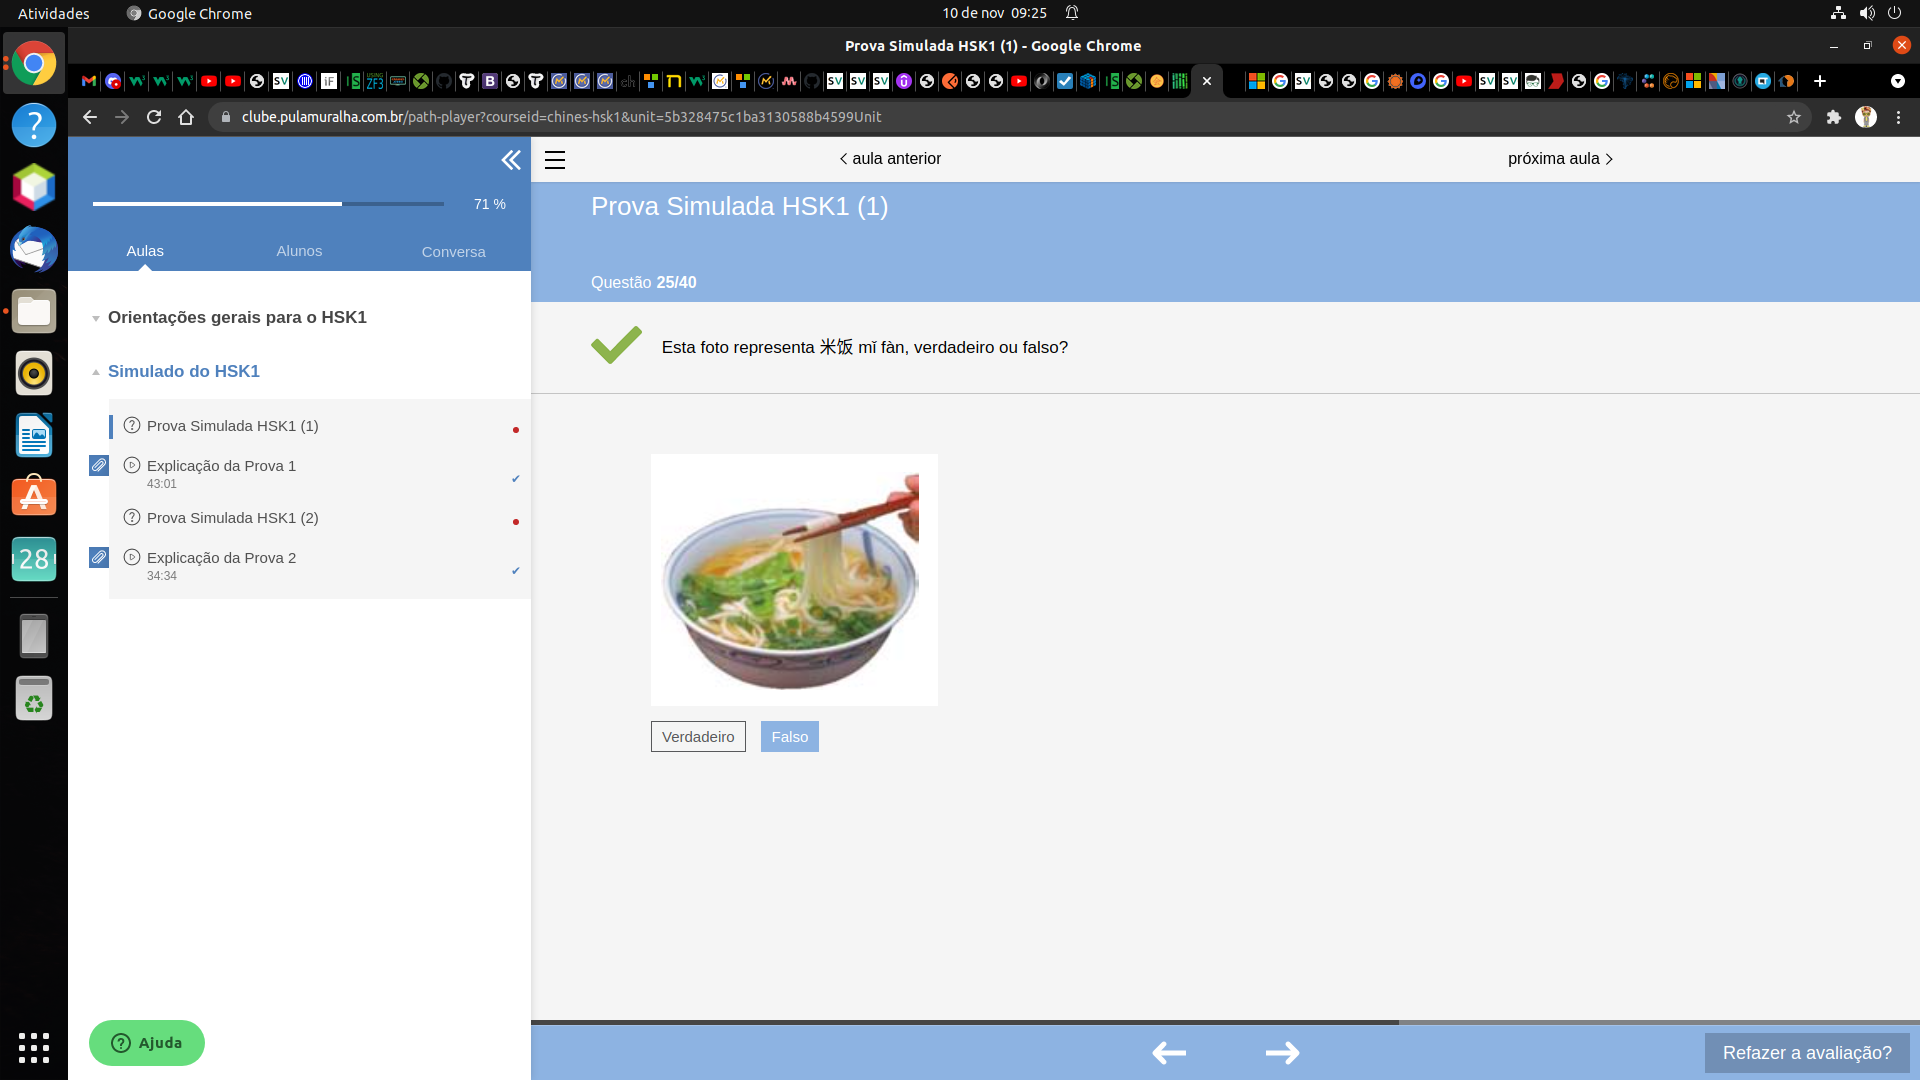 Atividades
Google Chrome
10 de nov 09:25
Prova Simulada HSK1 (1) - Google Chrome
clube.pulamuralha.com.br/path-player?courseid=chines-hsk1&unit=5b328475c1ba3130588b4599Unit
71 %
Aulas
Alunos
Conversa
Orientações gerais para o HSK1
Simulado do HSK1
Prova Simulada HSK1 (1)
Explicação da Prova 1
43:01
Prova Simulada HSK1 (2)
Explicação da Prova 2
34:34
Ajuda
28
aula anterior
próxima aula
Prova Simulada HSK1 (1)
Questão 25/40
Esta foto representa 米饭 mǐ fàn, verdadeiro ou falso?
Verdadeiro
Falso
Refazer a avaliação?